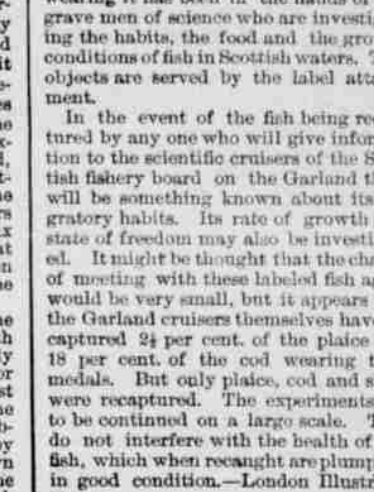 wearing it has been in the hands of
grave men of science who are investi
ing the habits, the food and the gro
conditions of fish in Scottish waters. T
objects are served by the label atta
ment.
In the event of the fish being rec
tured by any one who will give infor
tion to the scientific cruisers of the S
tish fishery board on the Garland th
will be something known about its
gratory habits. Its rate of growth
state of freedom may also be investi
ed. It might be thought that the cha
of meeting with these labeled fish ag
would be very small, but it appears
the Garland cruisers themselves have
captured 2½ per cent. of the plaice
18 per cent. of the cod wearing t
medals. But only plaice, cod and s
were recaptured. The experiments
to be continued on a large scale. T
do not interfere with the health of
fish, which when recaught are plump
in good condition.—London Illustr